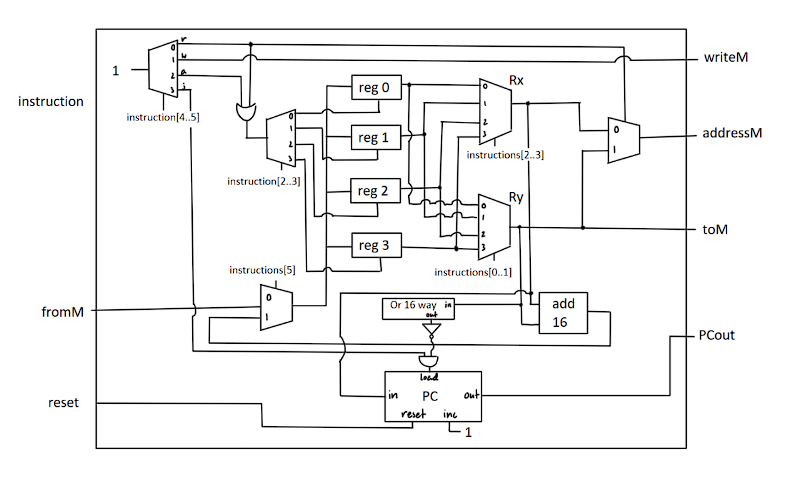 r
1
0
1
w
2
a
3
j
writeM
instruction
instruction[4..5]
reg 0
0
1
2
3
Rx
instructions[2..3]
0
1
addressM
0
1
2
3
instruction[2..3]
reg 1
reg 2
reg 3
Ry
0
1
2
3
instructions[0..1]
toM
instructions[5]
0
1
fromM
Or 16 way in
out
add
16
PCout
load
in PC out
reset inc
1
reset